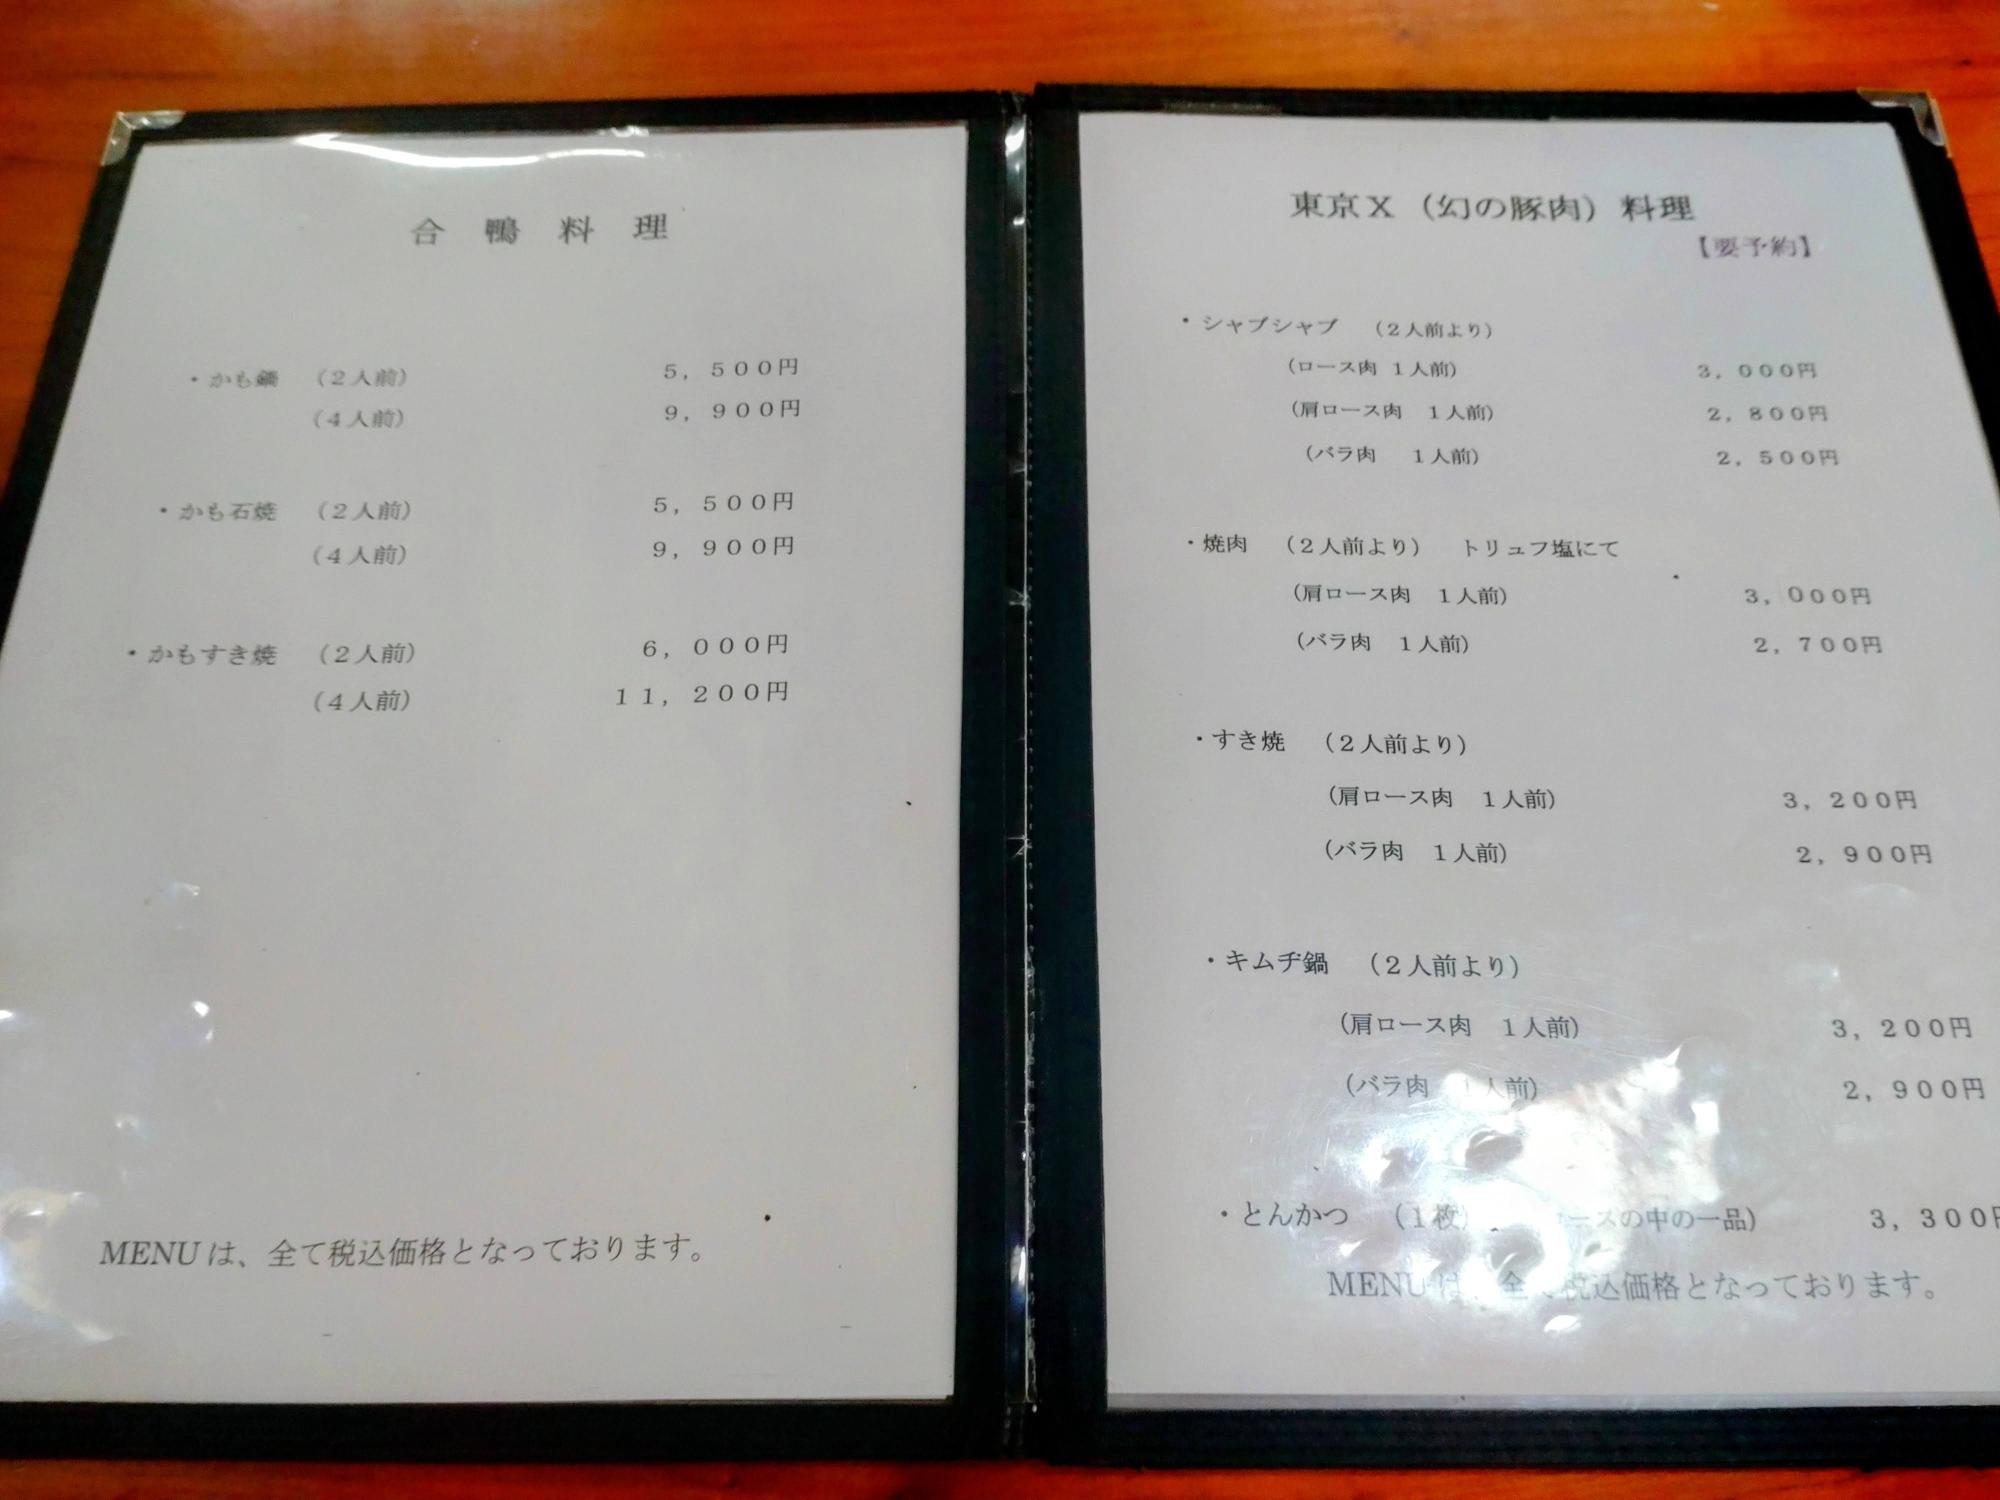 合 鴨 料 理
・かも鍋 （2人前） 5，500円
（4人前） 9，900円
・かも石焼 （2人前） 5，500円
（4人前） 9，900円
・かもすき焼 （2人前） 6，000円
（4人前） 11，200円
MENUは、全て税込価格となっております。
東京X（幻の豚肉）料理
【要予約】
・シャブシャブ （2人前より）
（ロース肉 1人前） 3，000円
（肩ロース肉 1人前） 2，800円
（バラ肉 1人前） 2，500円
・焼肉 （2人前より） トリュフ塩にて
（肩ロース肉 1人前） 3，000円
（バラ肉 1人前） 2，700円
・すき焼 （2人前より）
（肩ロース肉 1人前） 3，200円
（バラ肉 1人前） 2，900円
・キムヂ鍋 （2人前より）
（肩ロース肉 1人前） 3，200円
（バラ肉 1人前） 2，900円
・とんかつ （1枚） ースの中の一品） 3，300円
MENUは、全て税込価格となっております。